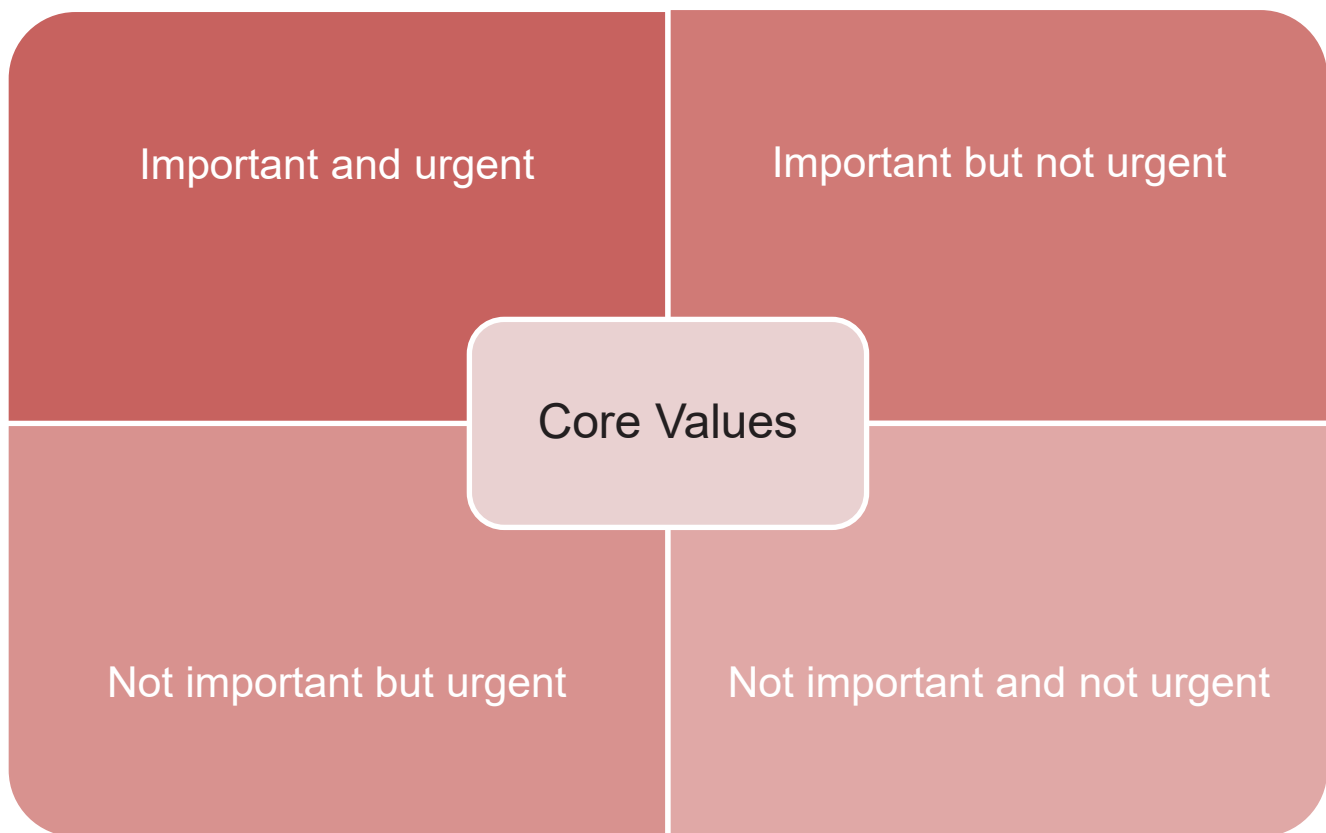 Important and urgent
Important but not urgent
Core Values
Not important but urgent
Not important and not urgent